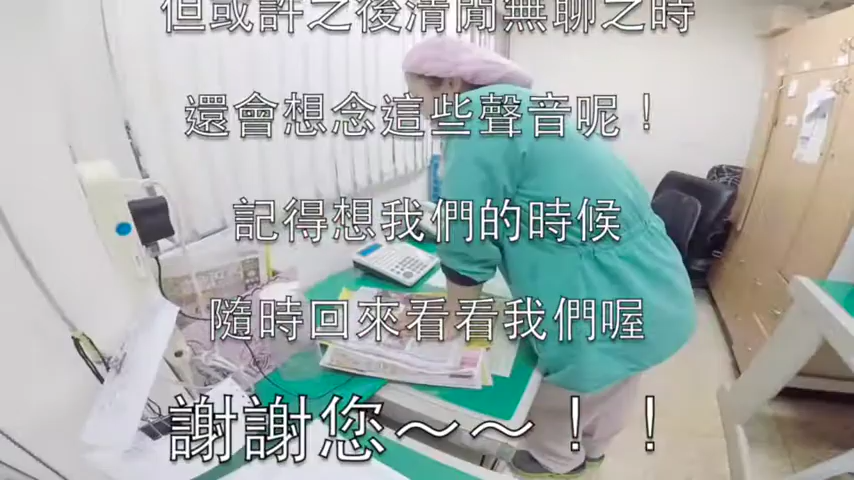 但或許之後清閒無聊之時
還會想念這些聲音呢！
記得想我們的時候
隨時回來看看我們喔
謝謝您～～！！